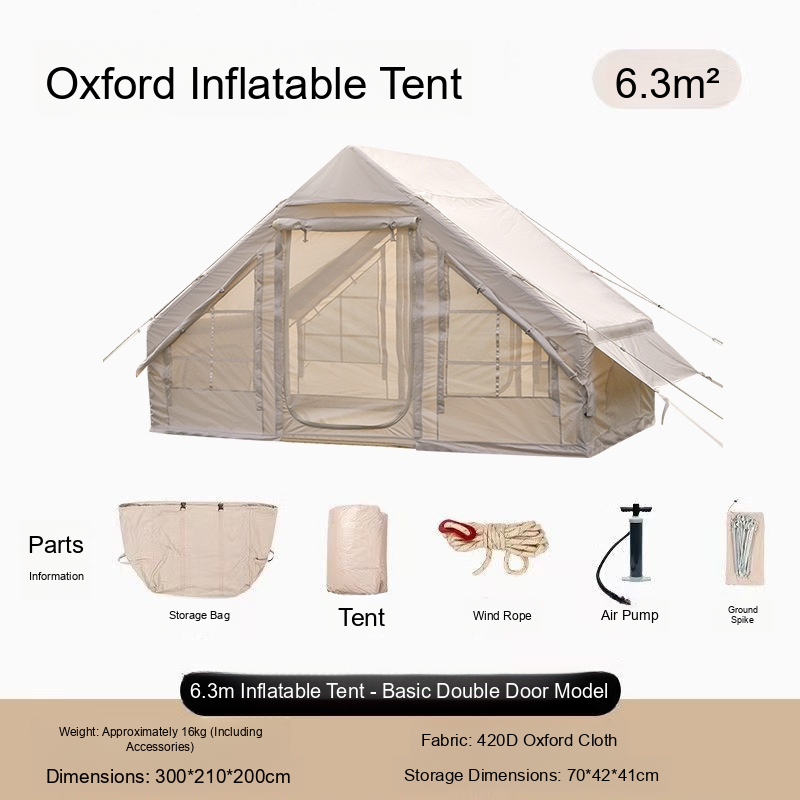 Oxford Inflatable Tent
6.3m²
Parts
Information
Storage Bag
Tent
Wind Rope
Air Pump
Ground
Spike
6.3m Inflatable Tent - Basic Double Door Model
Weight: Approximately 16kg (Including
Accessories)
Fabric: 420D Oxford Cloth
Dimensions: 300*210*200cm
Storage Dimensions: 70*42*41cm